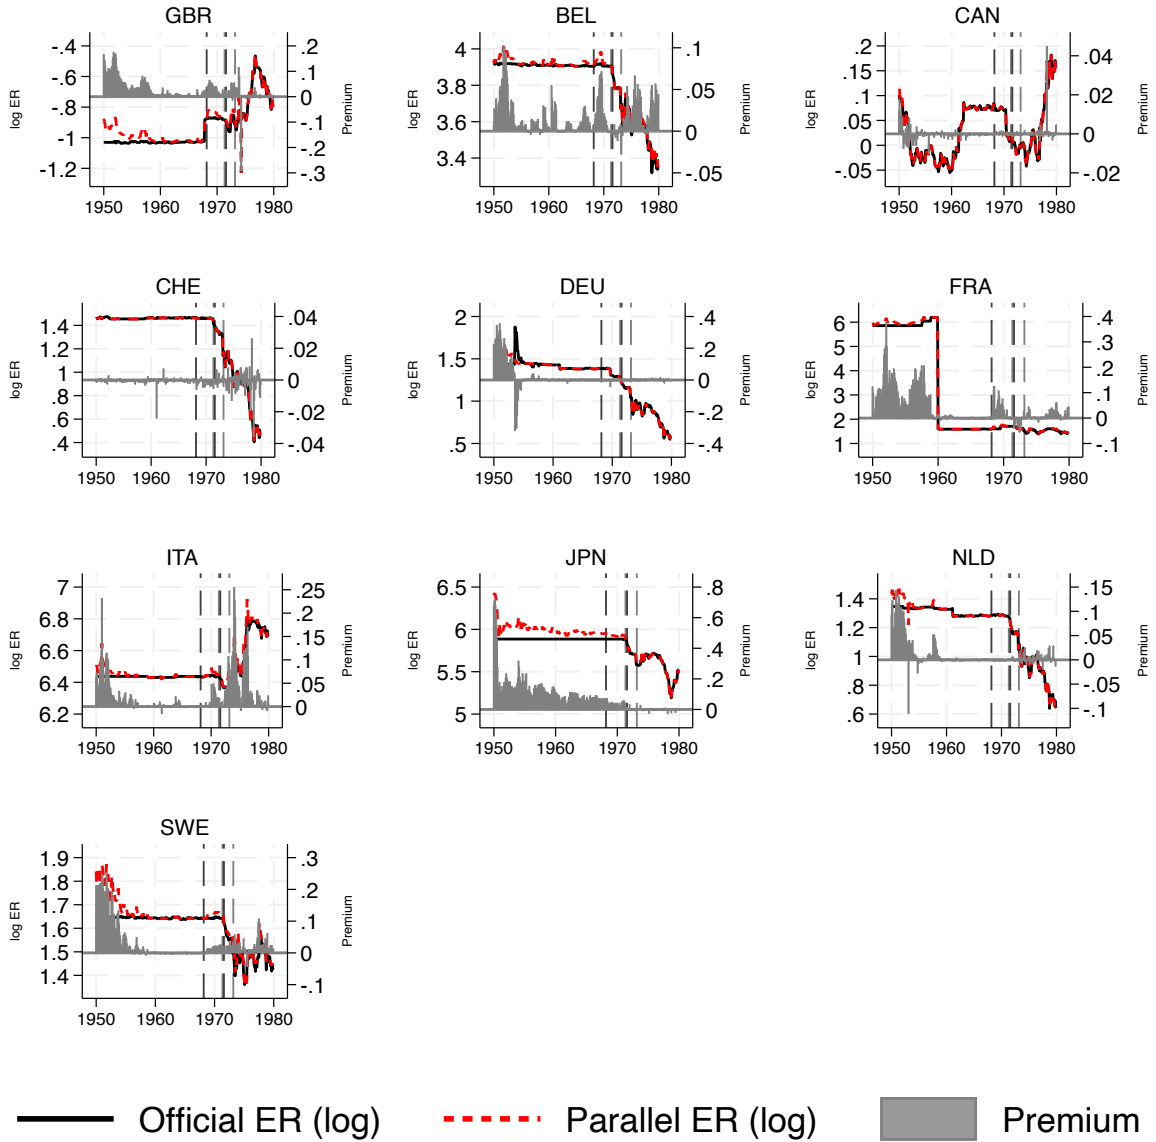 GBR
-.4
-.6
-.8
-1
-1.2
log ER
.2
.1
0
-.1
-.2
-.3
Premium
1950 1960 1970 1980
BEL
4
3.8
3.6
3.4
log ER
.1
.05
0
-.05
Premium
1950 1960 1970 1980
CAN
.2
.15
.1
.05
0
-.05
log ER
.04
.02
0
-.02
Premium
1950 1960 1970 1980
CHE
1.4
1.2
1
.8
.6
.4
log ER
.04
.02
0
-.02
-.04
Premium
1950 1960 1970 1980
DEU
2
1.5
1
.5
log ER
.4
.2
0
-.2
-.4
Premium
1950 1960 1970 1980
FRA
6
5
4
3
2
1
log ER
.4
.3
.2
.1
0
-.1
Premium
1950 1960 1970 1980
ITA
7
6.8
6.6
6.4
6.2
log ER
.25
.2
.15
.1
.05
0
Premium
1950 1960 1970 1980
JPN
6.5
6
5.5
5
log ER
.8
.6
.4
.2
0
Premium
1950 1960 1970 1980
NLD
1.4
1.2
1
.8
.6
log ER
.15
.1
.05
0
-.05
-.1
Premium
1950 1960 1970 1980
SWE
1.9
1.8
1.7
1.6
1.5
1.4
log ER
.3
.2
.1
0
-.1
Premium
1950 1960 1970 1980
Official ER (log) Parallel ER (log) Premium